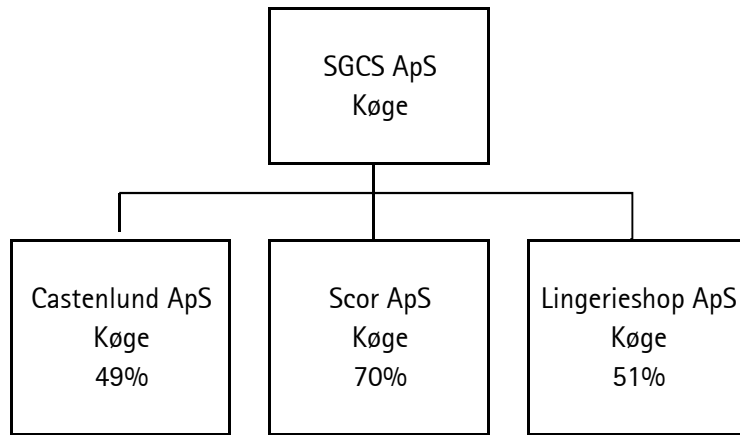 SGCS ApS
Køge
Castenlund ApS
Køge
49%
Scor ApS
Køge
70%
Lingerieshop ApS
Køge
51%